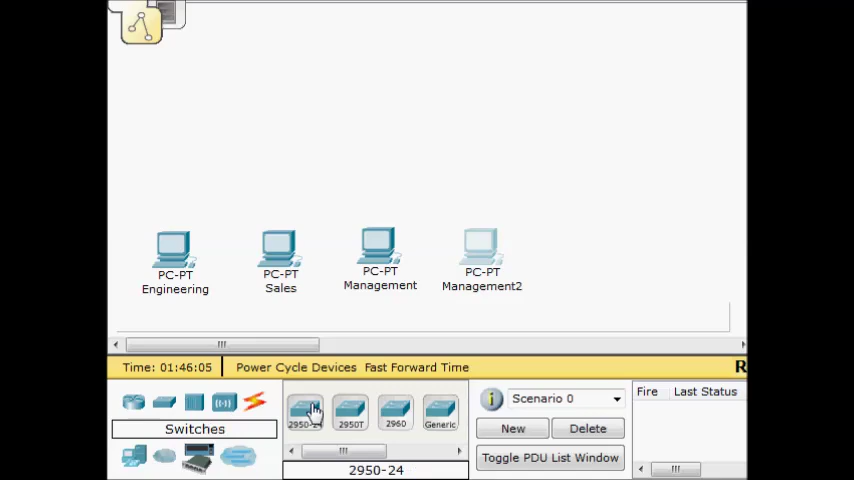 PC-PT
Engineering
PC-PT
Sales
PC-PT
Management
PC-PT
Management2
Time: 01:46:05
Power Cycle Devices Fast Forward Time
R
Switches
2950-24
2950T
2960
Generic
2950-24
Scenario 0
New
Delete
Toggle PDU List Window
Fire
Last Status